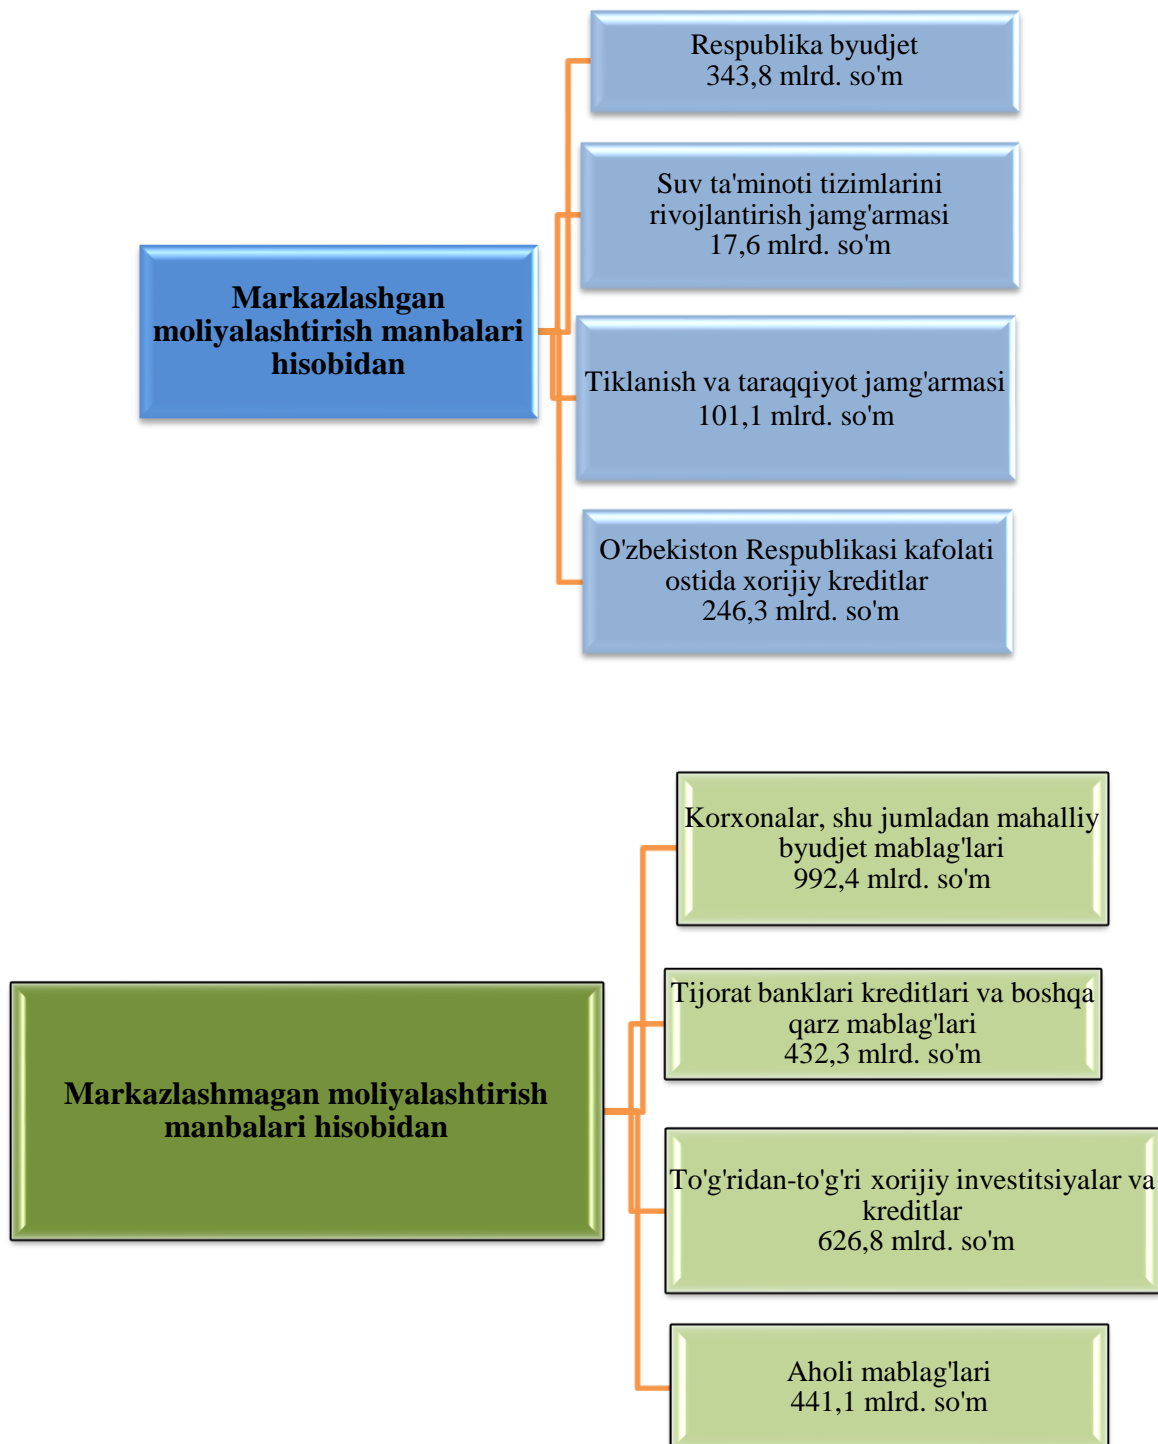 Markazlashgan
moliyalashtirish manbalari
hisobidan
Respublika byudjet
343,8 mlrd. so'm
Suv ta'minoti tizimlarini
rivojlantirish jamg'armasi
17,6 mlrd. so'm
Tiklanish va taraqqiyot jamg'armasi
101,1 mlrd. so'm
O'zbekiston Respublikasi kafolati
ostida xorijiy kreditlar
246,3 mlrd. so'm
Markazlashmagan moliyalashtirish
manbalari hisobidan
Korxonalar, shu jumladan mahalliy
byudjet mablag'lari
992,4 mlrd. so'm
Tijorat banklari kreditlari va boshqa
qarz mablag'lari
432,3 mlrd. so'm
To'g'ridan-to'g'ri xorijiy investitsiyalar va
kreditlar
626,8 mlrd. so'm
Aholi mablag'lari
441,1 mlrd. so'm